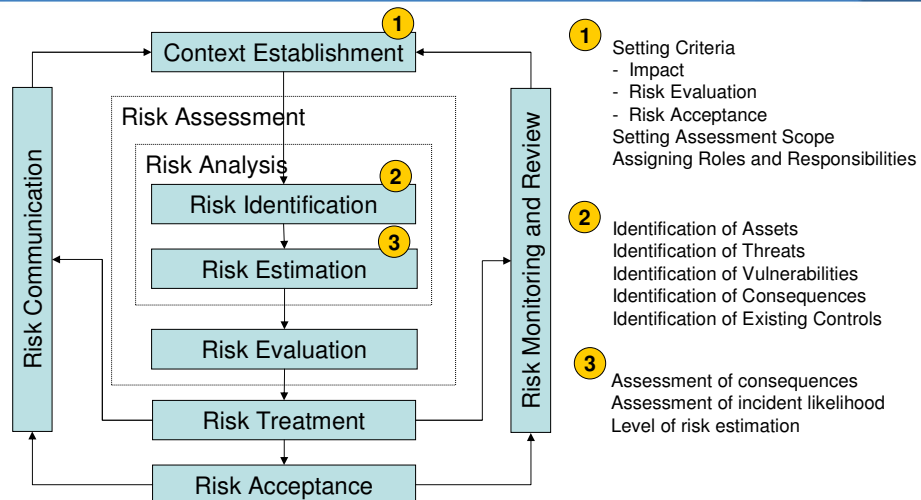 1
Context Establishment
Risk Assessment
Risk Analysis
2
Risk Identification
3
Risk Estimation
Risk Evaluation
Risk Treatment
Risk Acceptance
Risk Communication
Risk Monitoring and Review
1
Setting Criteria
- Impact
- Risk Evaluation
- Risk Acceptance
Setting Assessment Scope
Assigning Roles and Responsibilities
2
Identification of Assets
Identification of Threats
Identification of Vulnerabilities
Identification of Consequences
Identification of Existing Controls
3
Assessment of consequences
Assessment of incident likelihood
Level of risk estimation